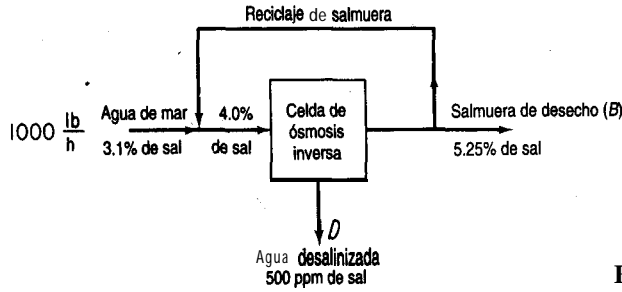 Reciclaje de salmuera
1000 lb/h
Agua de mar
3.1% de sal
4.0%
de sal
Celda de
ósmosis
inversa
Salmuera de desecho (B)
5.25% de sal
D
Agua desalinizada
500 ppm de sal